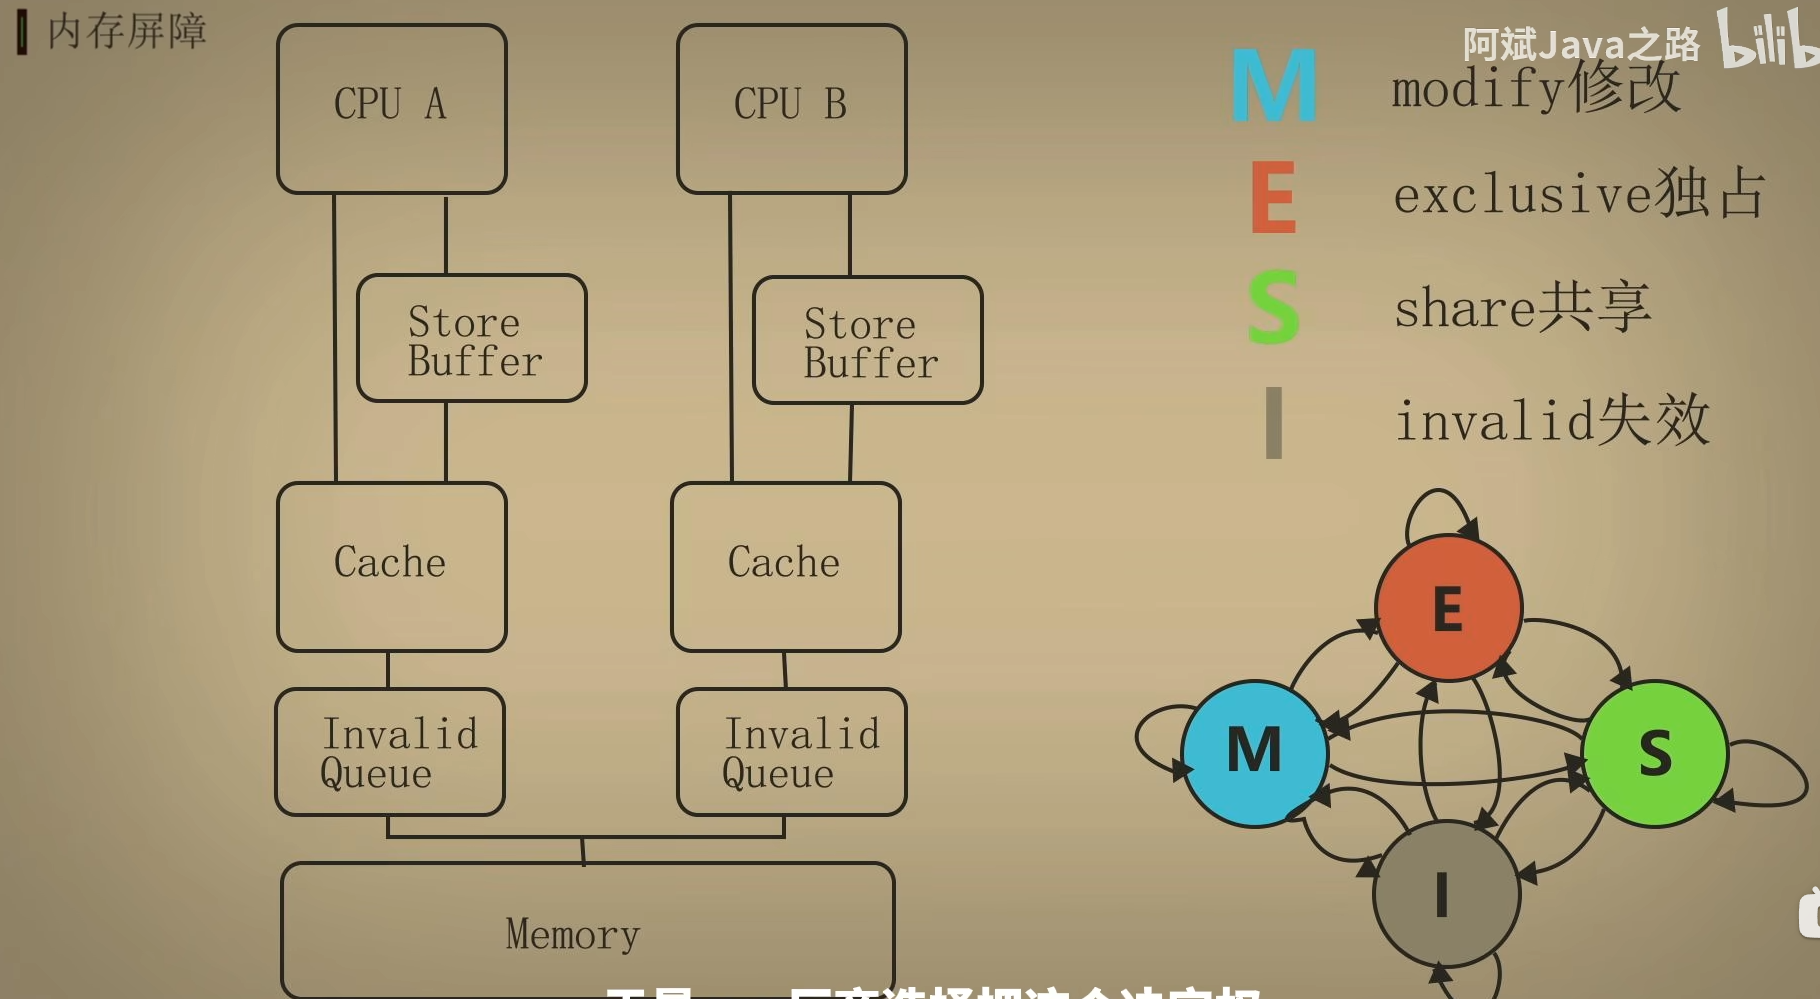 内存屏障
阿斌Java之路
bilib
CPU A
CPU B
Store
Buffer
Store
Buffer
Cache
Cache
Invalid
Queue
Invalid
Queue
Memory
M
modify修改
E
exclusive独占
S
share共享
I
invalid失效
E
M
S
I